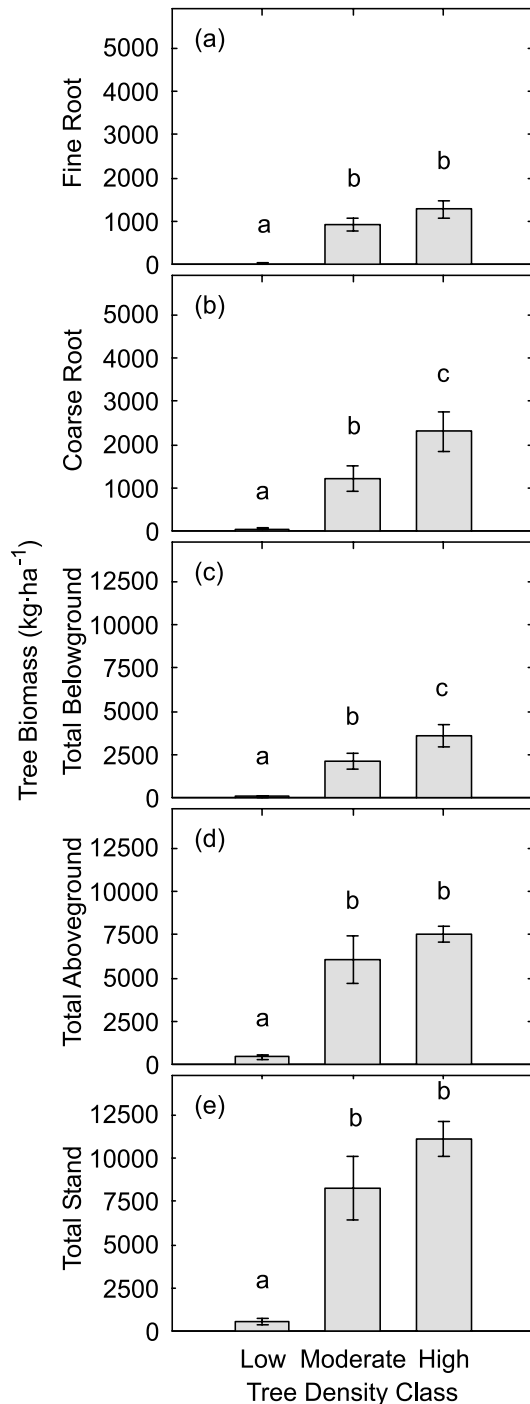 (a)
5000
4000
3000
2000
1000
0
Fine Root
a
b
b
(b)
5000
4000
3000
2000
1000
0
Coarse Root
a
b
c
(c)
12500
10000
7500
5000
2500
0
Total Belowground
a
b
c
Tree Biomass (kg·ha⁻¹)
(d)
12500
10000
7500
5000
2500
0
Total Aboveground
a
b
b
(e)
12500
10000
7500
5000
2500
0
Total Stand
a
b
b
Low Moderate High
Tree Density Class